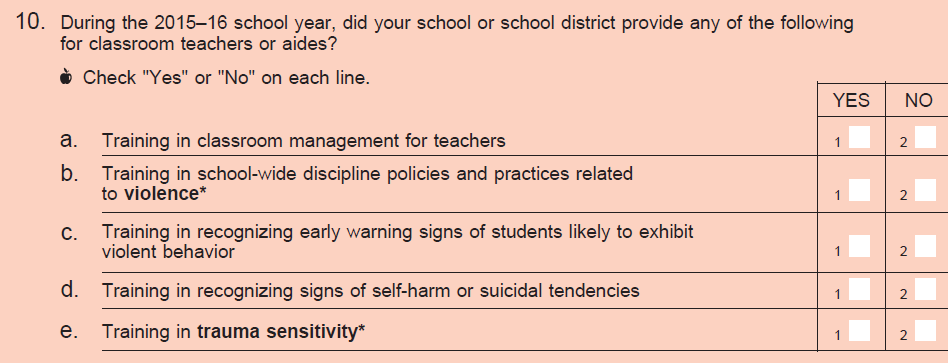 10. During the 2015–16 school year, did your school or school district provide any of the following
for classroom teachers or aides?
Check "Yes" or "No" on each line.
YES NO
a. Training in classroom management for teachers 1 2
b. Training in school-wide discipline policies and practices related
to violence* 1 2
c. Training in recognizing early warning signs of students likely to exhibit
violent behavior 1 2
d. Training in recognizing signs of self-harm or suicidal tendencies 1 2
e. Training in trauma sensitivity* 1 2